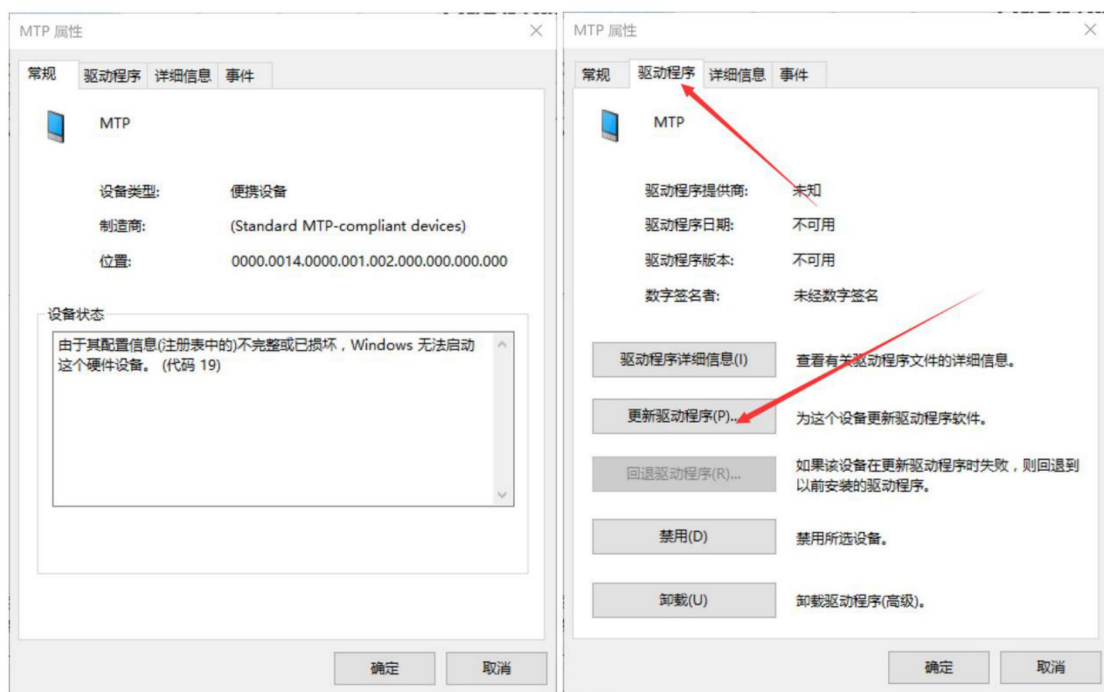 MTP 属性
常规 驱动程序 详细信息 事件
MTP
设备类型: 便携设备
制造商: (Standard MTP-compliant devices)
位置: 0000.0014.0000.001.002.000.000.000.000
设备状态
由于其配置信息(注册表中的)不完整或已损坏，Windows 无法启动
这个硬件设备。 (代码 19)
确定 取消
MTP 属性
常规 驱动程序 详细信息 事件
MTP
驱动程序提供商: 未知
驱动程序日期: 不可用
驱动程序版本: 不可用
数字签名者: 未经数字签名
驱动程序详细信息(I) 查看有关驱动程序文件的详细信息。
更新驱动程序(P)... 为这个设备更新驱动程序软件。
回退驱动程序(R)... 如果该设备在更新驱动程序时失败，则回退到
以前安装的驱动程序。
禁用(D) 禁用所选设备。
卸载(U) 卸载驱动程序(高级)。
确定 取消